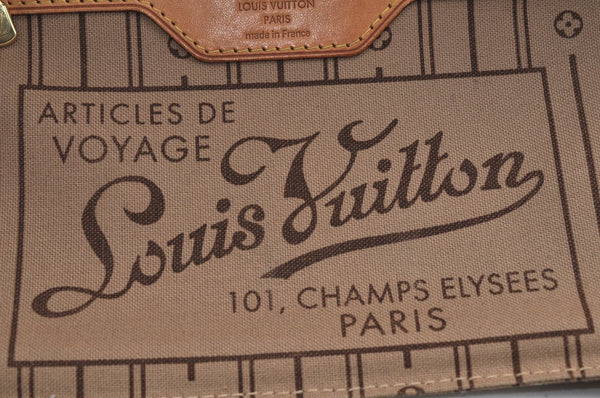 LOUIS VUITTON
PARIS
made in France
ARTICLES DE
VOYAGE
Louis Vuitton
101, CHAMPS ELYSEES
PARIS